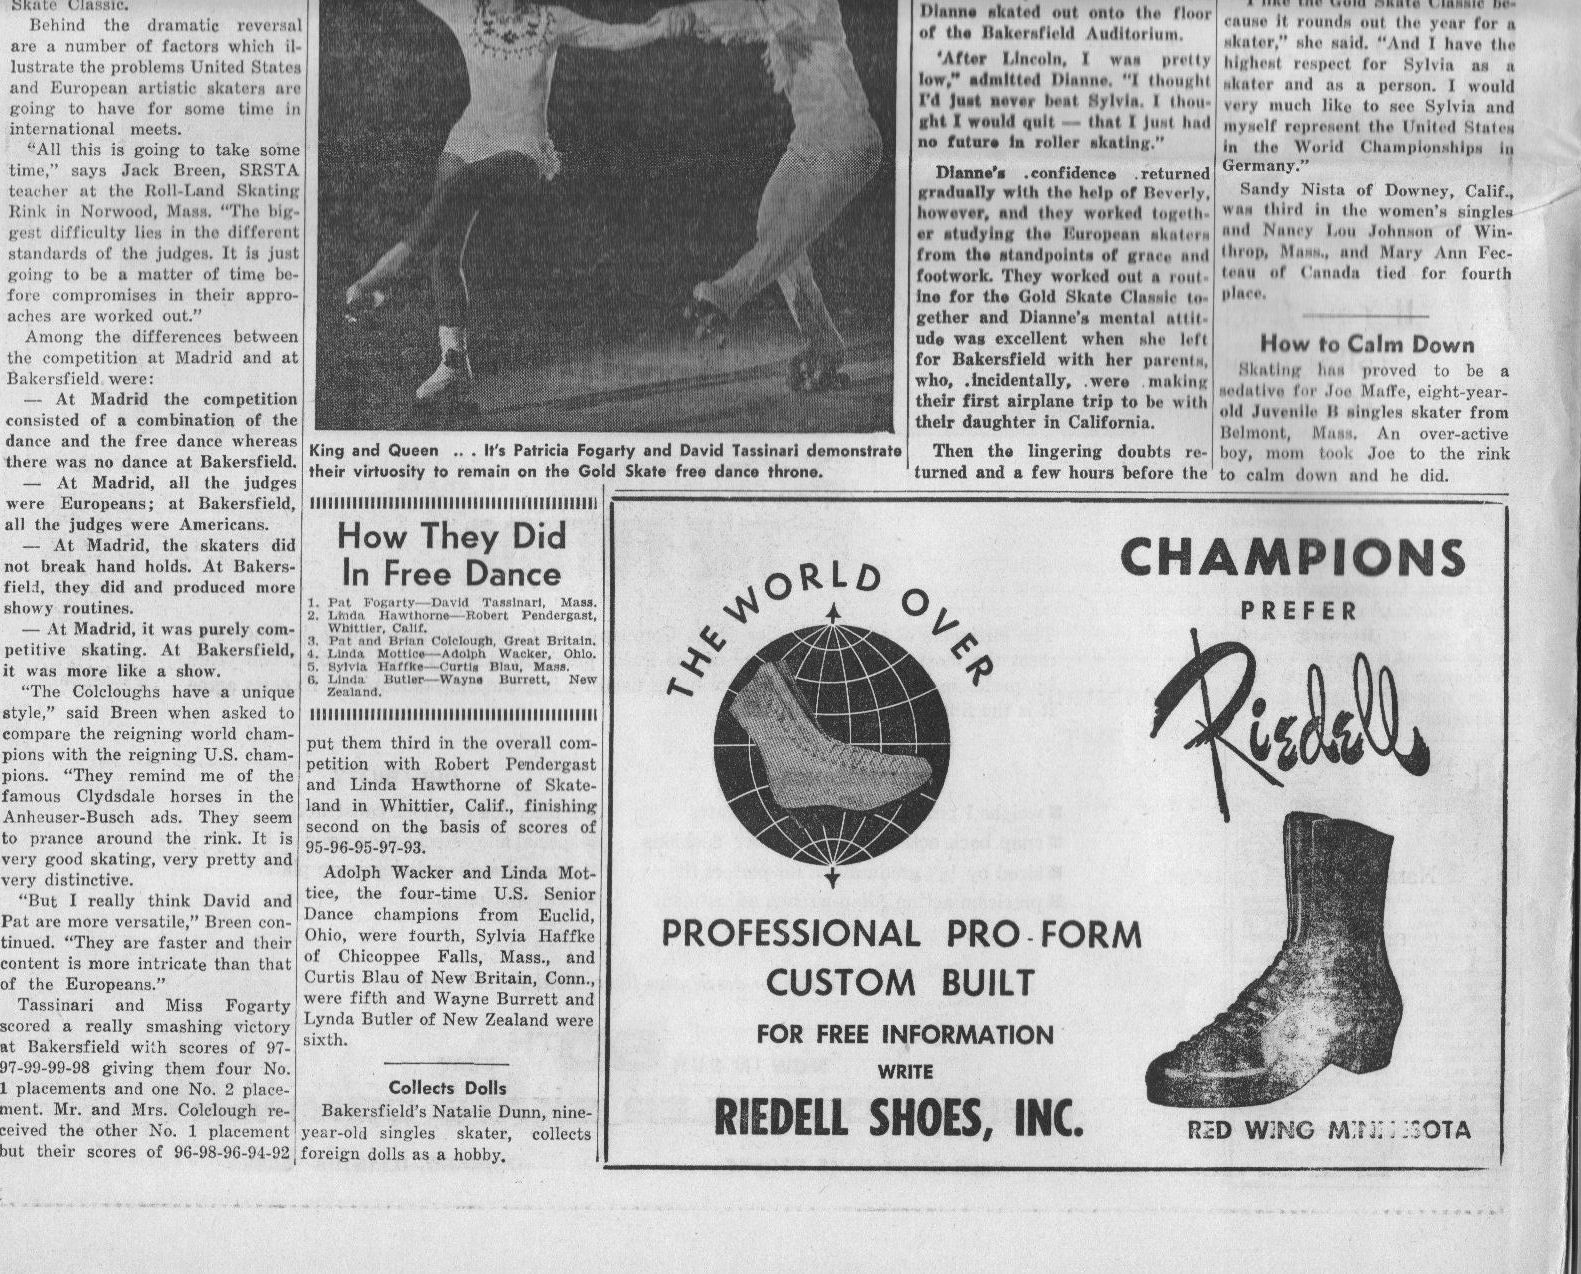 Skate Classic.
Behind the dramatic reversal
are a number of factors which il-
lustrate the problems United States
and European artistic skaters are
going to have for some time in
international meets.
“All this is going to take some
time,” says Jack Breen, SRSTA
teacher at the Roll-Land Skating
Rink in Norwood, Mass. “The big-
gest difficulty lies in the different
standards of the judges. It is just
going to be a matter of time be-
fore compromises in their appro-
aches are worked out.”
Among the differences between
the competition at Madrid and at
Bakersfield were:
— At Madrid the competition
consisted of a combination of the
dance and the free dance whereas
there was no dance at Bakersfield.
— At Madrid, all the judges
were Europeans; at Bakersfield,
all the judges were Americans.
— At Madrid, the skaters did
not break hand holds. At Bakers-
field, they did and produced more
showy routines.
— At Madrid, it was purely com-
petitive skating. At Bakersfield,
it was more like a show.
“The Colcloughs have a unique
style,” said Breen when asked to
compare the reigning world cham-
pions with the reigning U.S. cham-
pions. “They remind me of the
famous Clydsdale horses in the
Anheuser-Busch ads. They seem
to prance around the rink. It is
very good skating, very pretty and
very distinctive.
“But I really think David and
Pat are more versatile,” Breen con-
tinued. “They are faster and their
content is more intricate than that
of the Europeans.”
Tassinari and Miss Fogarty
scored a really smashing victory
at Bakersfield with scores of 97-
97-99-99-98 giving them four No.
1 placements and one No. 2 place-
ment. Mr. and Mrs. Colclough re-
ceived the other No. 1 placement
but their scores of 96-98-96-94-92
King and Queen ... It’s Patricia Fogarty and David Tassinari demonstrate
their virtuosity to remain on the Gold Skate free dance throne.
How They Did
In Free Dance
1. Pat Fogarty—David Tassinari, Mass.
2. Linda Hawthorne—Robert Pendergast,
Whittier, Calif.
3. Pat and Brian Colclough, Great Britain.
4. Linda Mottice—Adolph Wacker, Ohio.
5. Sylvia Haffke—Curtis Blau, Mass.
6. Linda Butler—Wayne Burrett, New
Zealand.
put them third in the overall com-
petition with Robert Pendergast
and Linda Hawthorne of Skate-
land in Whittier, Calif., finishing
second on the basis of scores of
95-96-95-97-93.
Adolph Wacker and Linda Mot-
tice, the four-time U.S. Senior
Dance champions from Euclid,
Ohio, were fourth, Sylvia Haffke
of Chicoppee Falls, Mass., and
Curtis Blau of New Britain, Conn.,
were fifth and Wayne Burrett and
Lynda Butler of New Zealand were
sixth.
Collects Dolls
Bakersfield’s Natalie Dunn, nine-
year-old singles skater, collects
foreign dolls as a hobby.
Dianne skated out onto the floor
of the Bakersfield Auditorium.
‘After Lincoln, I was pretty
low,” admitted Dianne. “I thought
I’d just never beat Sylvia. I thou-
ght I would quit — that I just had
no future in roller skating.”
Dianne’s .confidence .returned
gradually with the help of Beverly,
however, and they worked togeth-
er studying the European skaters
from the standpoints of grace and
footwork. They worked out a rout-
ine for the Gold Skate Classic to-
gether and Dianne’s mental attit-
ude was excellent when she left
for Bakersfield with her parents,
who, .incidentally, .were .making
their first airplane trip to be with
their daughter in California.
Then the lingering doubts re-
turned and a few hours before the
I like the Gold Skate Classic be-
cause it rounds out the year for a
skater,” she said. “And I have the
highest respect for Sylvia as a
skater and as a person. I would
very much like to see Sylvia and
myself represent the United States
in the World Championships in
Germany.”
Sandy Nista of Downey, Calif.,
was third in the women’s singles
and Nancy Lou Johnson of Win-
throp, Mass., and Mary Ann Fec-
teau of Canada tied for fourth
place.
How to Calm Down
Skating has proved to be a
sedative for Joe Maffe, eight-year-
old Juvenile B singles skater from
Belmont, Mass. An over-active
boy, mom took Joe to the rink
to calm down and he did.
THE WORLD OVER
CHAMPIONS
PREFER
Riedell
PROFESSIONAL PRO-FORM
CUSTOM BUILT
FOR FREE INFORMATION
WRITE
RIEDELL SHOES, INC.
RED WING MINNESOTA